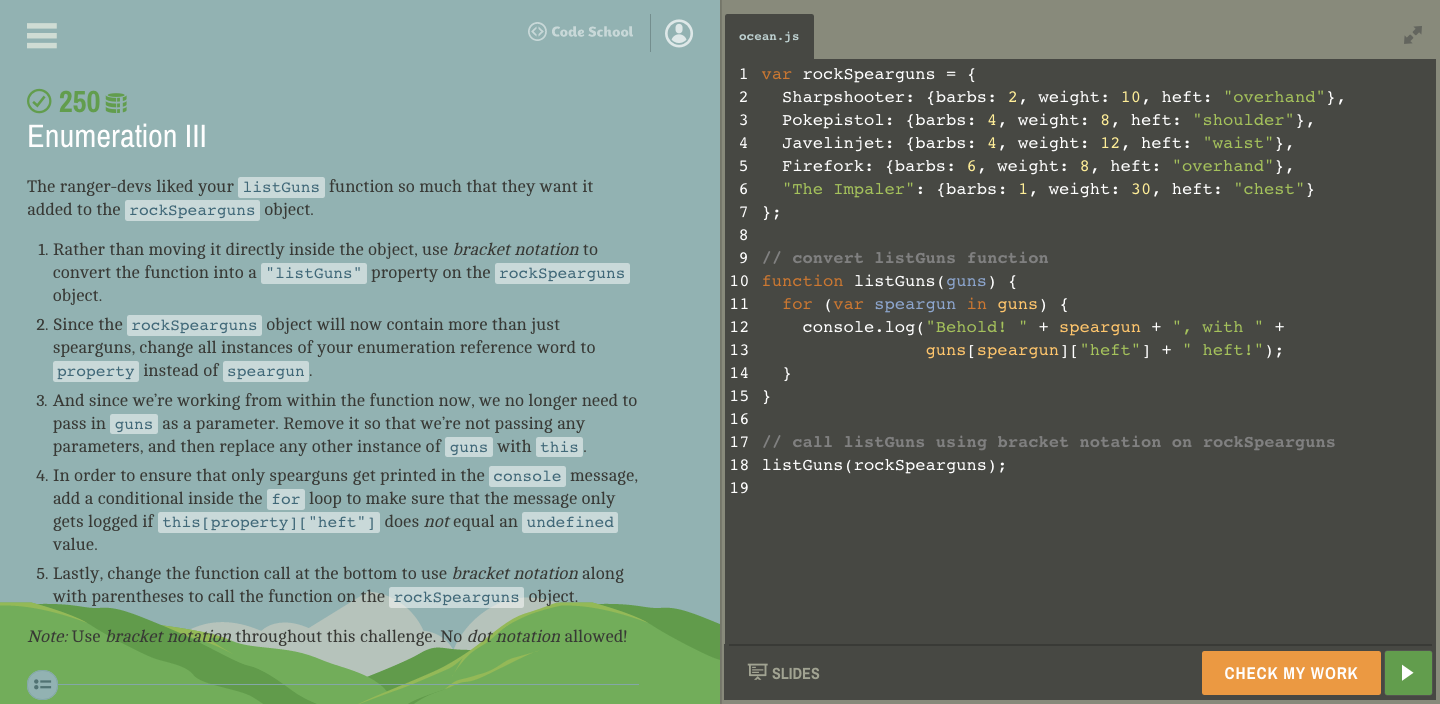 Code School
250
Enumeration III
The ranger-devs liked your listGuns function so much that they want it
added to the rockSpearguns object.
1. Rather than moving it directly inside the object, use bracket notation to
convert the function into a "listGuns" property on the rockSpearguns
object.
2. Since the rockSpearguns object will now contain more than just
spearguns, change all instances of your enumeration reference word to
property instead of speargun.
3. And since we’re working from within the function now, we no longer need to
pass in guns as a parameter. Remove it so that we’re not passing any
parameters, and then replace any other instance of guns with this.
4. In order to ensure that only spearguns get printed in the console message,
add a conditional inside the for loop to make sure that the message only
gets logged if this[property]["heft"] does not equal an undefined
value.
5. Lastly, change the function call at the bottom to use bracket notation along
with parentheses to call the function on the rockSpearguns object.
Note: Use bracket notation throughout this challenge. No dot notation allowed!
ocean.js
1 var rockSpearguns = {
2   Sharpshooter: {barbs: 2, weight: 10, heft: "overhand"},
3   Pokepistol: {barbs: 4, weight: 8, heft: "shoulder"},
4   Javelinjet: {barbs: 4, weight: 12, heft: "waist"},
5   Firefork: {barbs: 6, weight: 8, heft: "overhand"},
6   "The Impaler": {barbs: 1, weight: 30, heft: "chest"}
7 };
8
9 // convert listGuns function
10 function listGuns(guns) {
11   for (var speargun in guns) {
12     console.log("Behold! " + speargun + ", with " +
13                 guns[speargun]["heft"] + " heft!");
14   }
15 }
16
17 // call listGuns using bracket notation on rockSpearguns
18 listGuns(rockSpearguns);
19
SLIDES
CHECK MY WORK